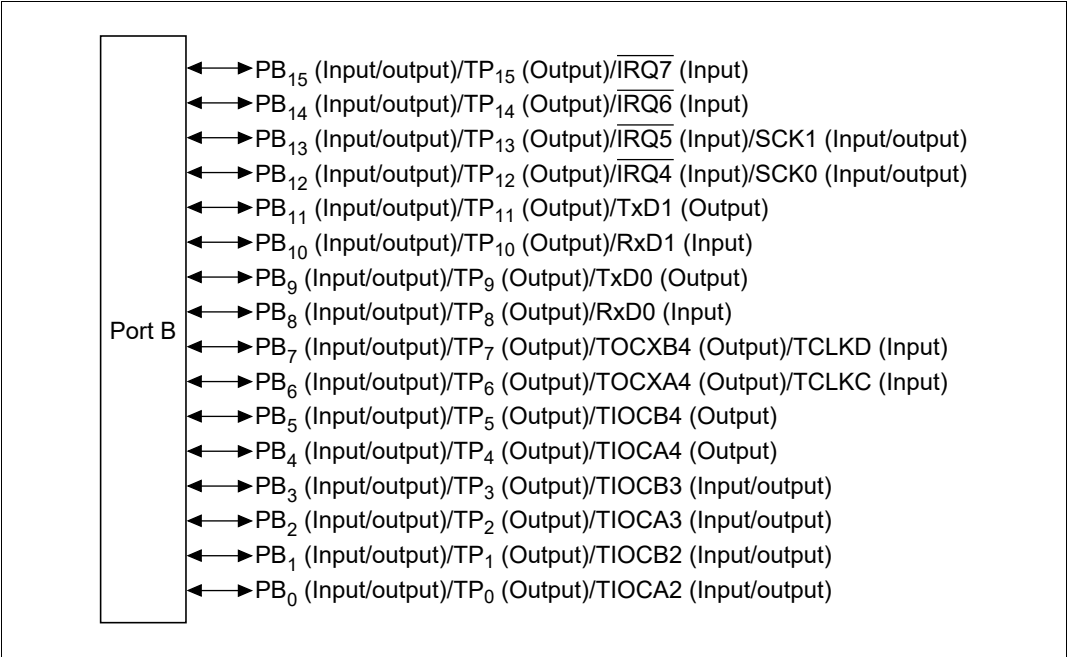 PB15 (Input/output)/TP15 (Output)/I̅R̅Q̅7̅ (Input)
PB14 (Input/output)/TP14 (Output)/I̅R̅Q̅6̅ (Input)
PB13 (Input/output)/TP13 (Output)/I̅R̅Q̅5̅ (Input)/SCK1 (Input/output)
PB12 (Input/output)/TP12 (Output)/I̅R̅Q̅4̅ (Input)/SCK0 (Input/output)
PB11 (Input/output)/TP11 (Output)/TxD1 (Output)
PB10 (Input/output)/TP10 (Output)/RxD1 (Input)
PB9 (Input/output)/TP9 (Output)/TxD0 (Output)
PB8 (Input/output)/TP8 (Output)/RxD0 (Input)
Port B
PB7 (Input/output)/TP7 (Output)/TOCXB4 (Output)/TCLKD (Input)
PB6 (Input/output)/TP6 (Output)/TOCXA4 (Output)/TCLKC (Input)
PB5 (Input/output)/TP5 (Output)/TIOCB4 (Output)
PB4 (Input/output)/TP4 (Output)/TIOCA4 (Output)
PB3 (Input/output)/TP3 (Output)/TIOCB3 (Input/output)
PB2 (Input/output)/TP2 (Output)/TIOCA3 (Input/output)
PB1 (Input/output)/TP1 (Output)/TIOCB2 (Input/output)
PB0 (Input/output)/TP0 (Output)/TIOCA2 (Input/output)